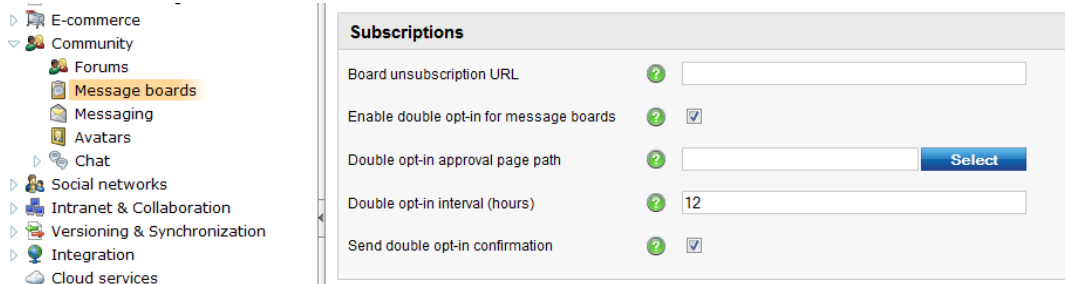 E-commerce
Community
Forums
Message boards
Messaging
Avatars
Chat
Social networks
Intranet & Collaboration
Versioning & Synchronization
Integration
Cloud services
Subscriptions
Board unsubscription URL
Enable double opt-in for message boards
Double opt-in approval page path Select
Double opt-in interval (hours) 12
Send double opt-in confirmation